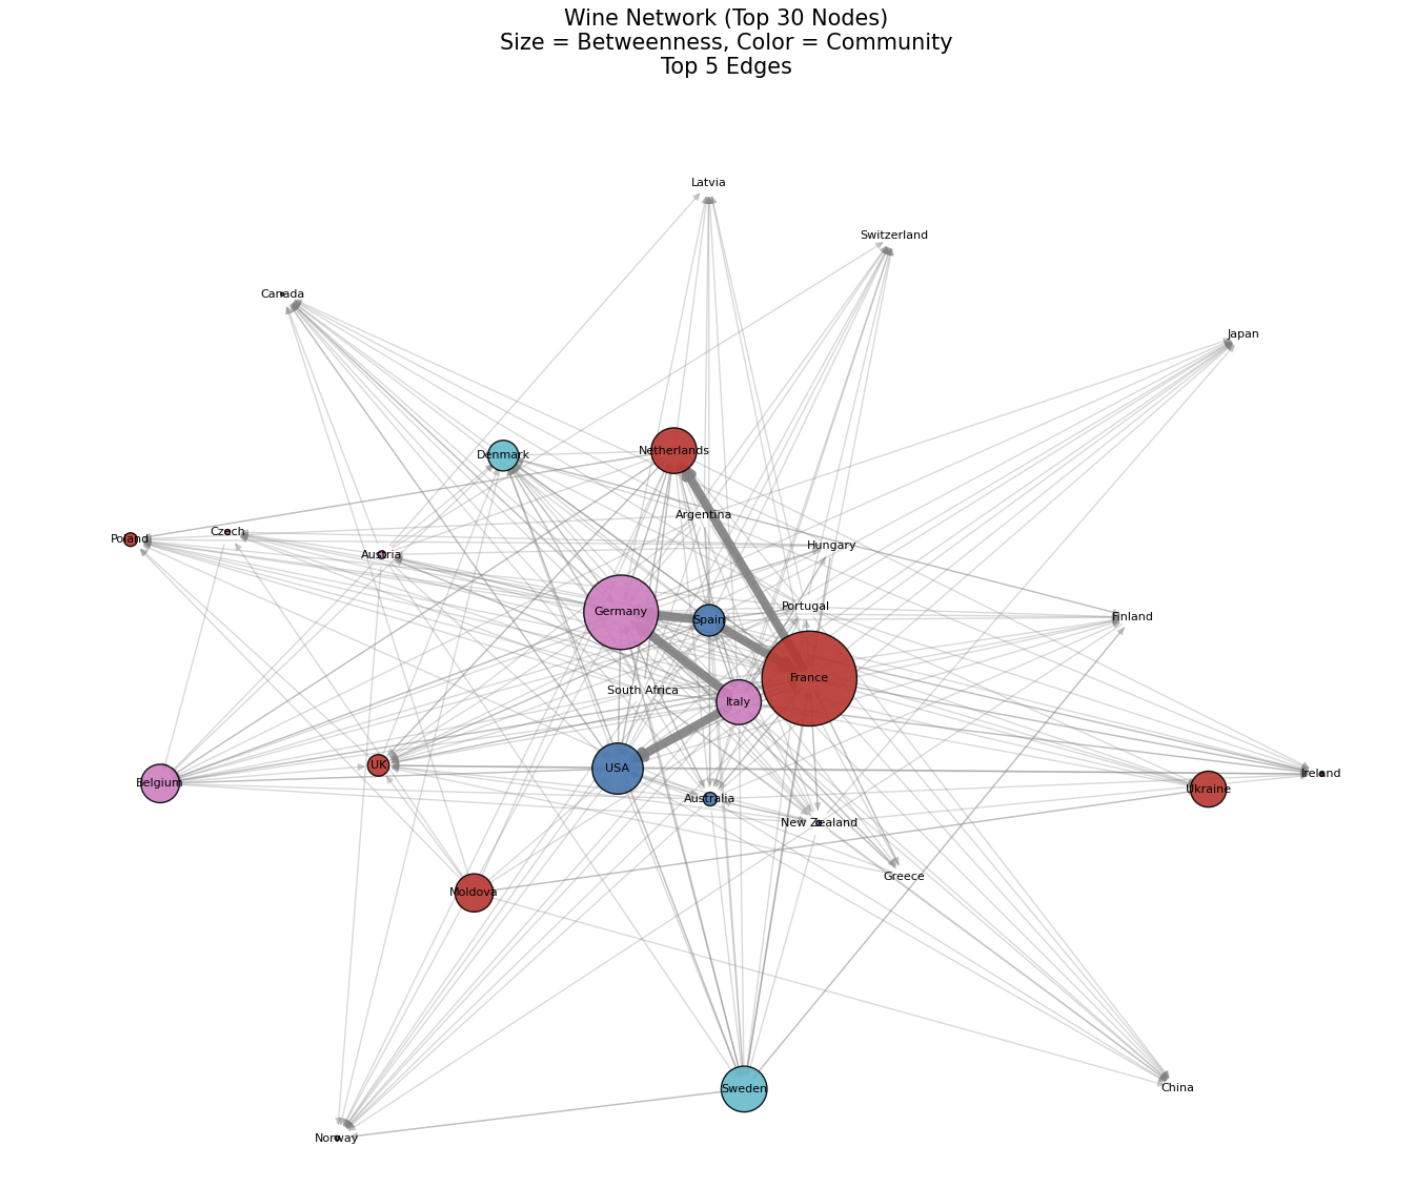 Wine Network (Top 30 Nodes)
Size = Betweenness, Color = Community
Top 5 Edges
Latvia
Switzerland
Canada
Japan
Netherlands
Denmark
Argentina
Czech
Poland
Hungary
Austria
Portugal
Germany
Finland
Spain
France
South Africa
Italy
UK
USA
Ireland
Belgium
Ukraine
Australia
New Zealand
Greece
Moldova
China
Sweden
Norway